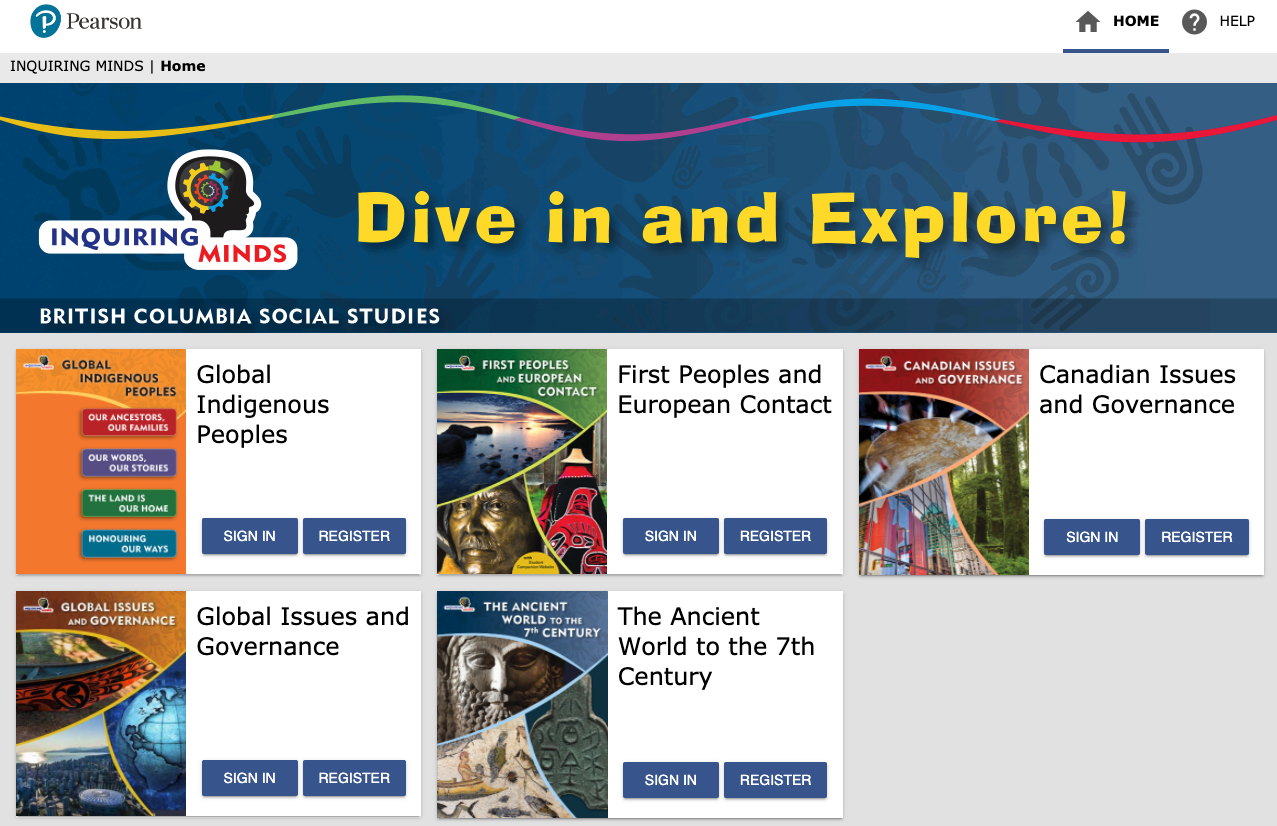 Pearson
HOME
HELP
INQUIRING MINDS | Home
INQUIRING
MINDS
Dive in and Explore!
BRITISH COLUMBIA SOCIAL STUDIES
GLOBAL
INDIGENOUS
PEOPLES
OUR ANCESTORS,
OUR FAMILIES
OUR WORDS,
OUR STORIES
THE LAND IS
OUR HOME
HONOURING
OUR WAYS
Global
Indigenous
Peoples
SIGN IN
REGISTER
FIRST PEOPLES
AND EUROPEAN
CONTACT
with
Student
Companion Website
First Peoples and
European Contact
SIGN IN
REGISTER
CANADIAN ISSUES
AND GOVERNANCE
Canadian Issues
and Governance
SIGN IN
REGISTER
GLOBAL ISSUES
AND GOVERNANCE
Global Issues and
Governance
SIGN IN
REGISTER
THE ANCIENT
WORLD TO THE
7th CENTURY
The Ancient
World to the 7th
Century
SIGN IN
REGISTER